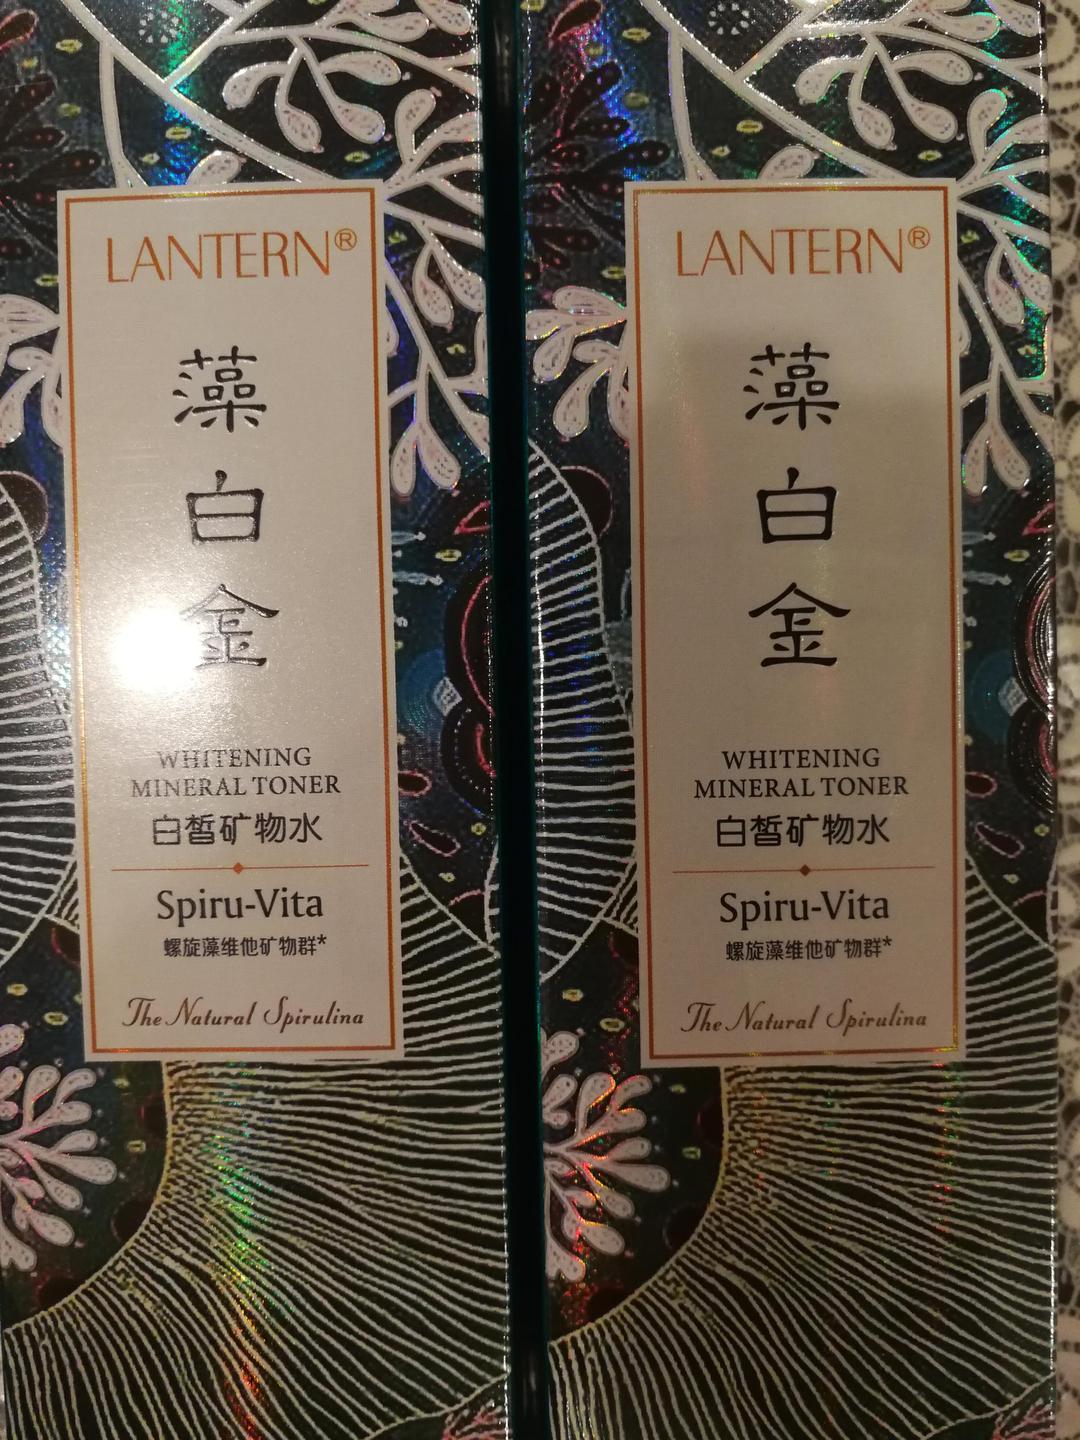 LANTERN®
藻
白
金
WHITENING
MINERAL TONER
白皙矿物水
Spiru-Vita
螺旋藻维他矿物群*
The Natural Spirulina
LANTERN®
藻
白
金
WHITENING
MINERAL TONER
白皙矿物水
Spiru-Vita
螺旋藻维他矿物群*
The Natural Spirulina